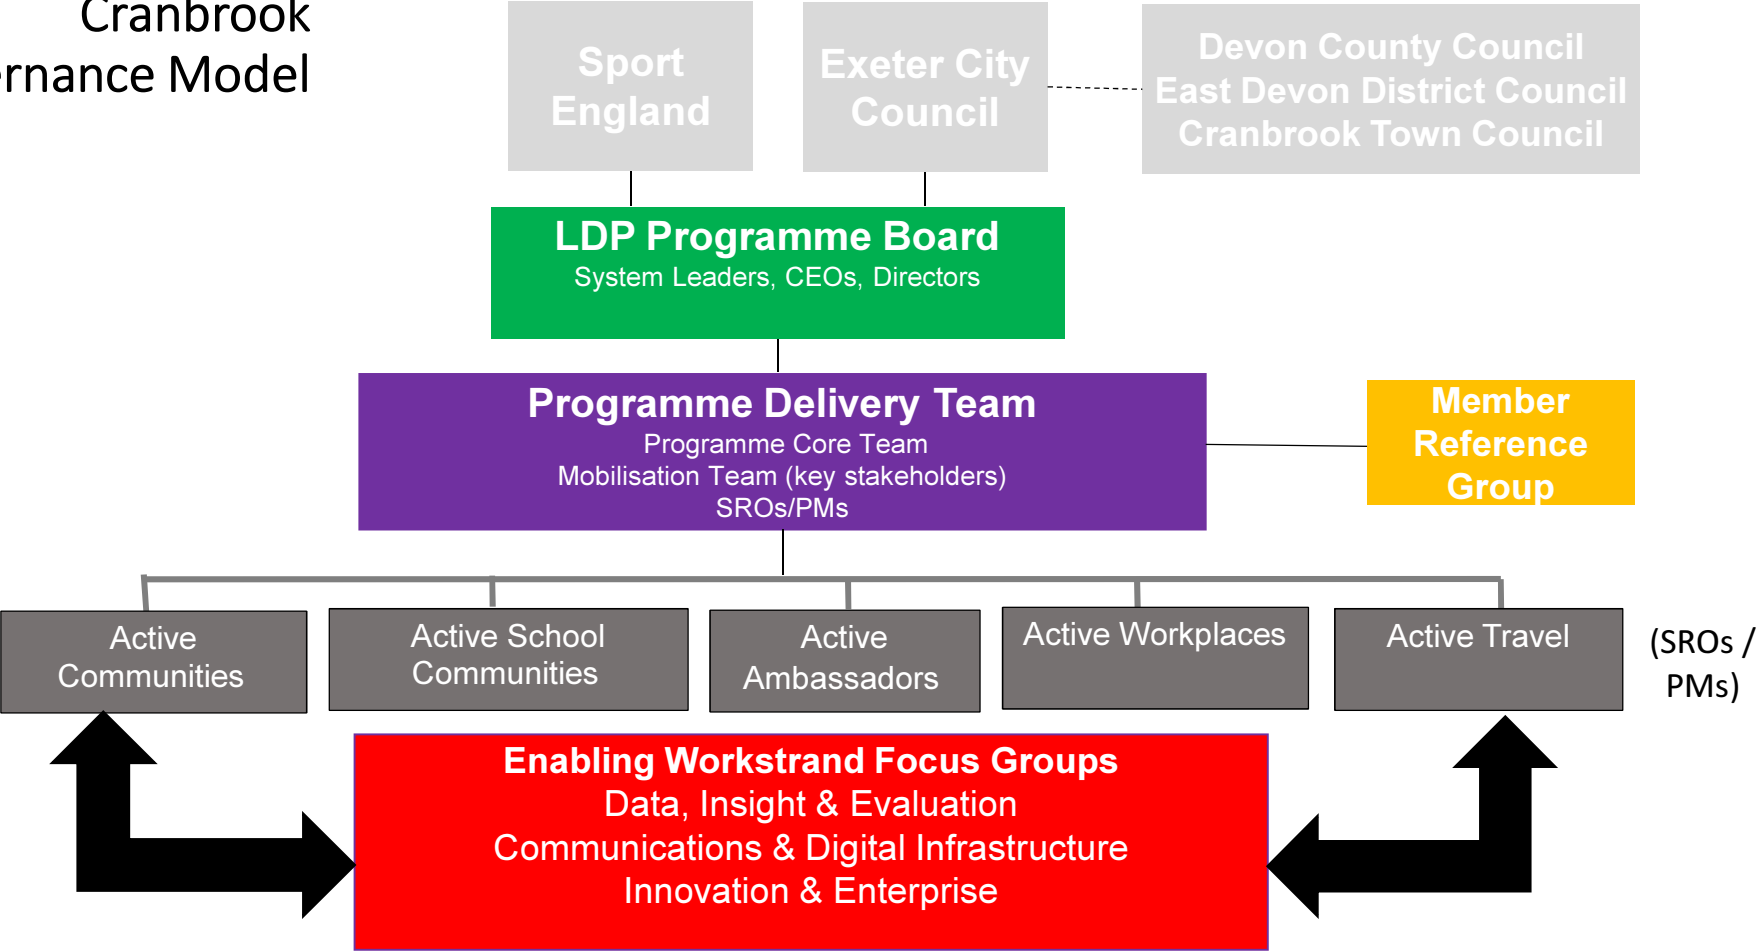 Cranbrook
ernance Model
Sport
England
Exeter City
Council
Devon County Council
East Devon District Council
Cranbrook Town Council
LDP Programme Board
System Leaders, CEOs, Directors
Programme Delivery Team
Programme Core Team
Mobilisation Team (key stakeholders)
SROs/PMs
Member
Reference
Group
Active
Communities
Active School
Communities
Active
Ambassadors
Active Workplaces
Active Travel
(SROs /
PMs)
Enabling Workstrand Focus Groups
Data, Insight & Evaluation
Communications & Digital Infrastructure
Innovation & Enterprise